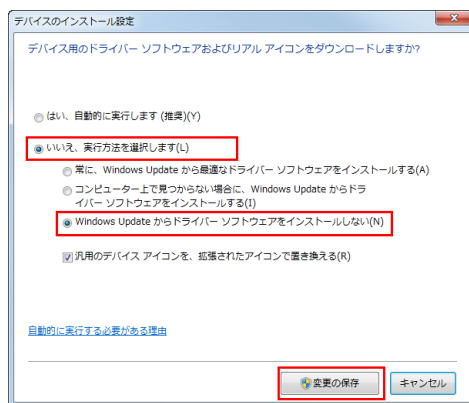 デバイスのインストール設定
デバイス用のドライバー ソフトウェアおよびリアル アイコンをダウンロードしますか?
はい、自動的に実行します (推奨)(Y)
いいえ、実行方法を選択します(L)
常に、Windows Update から最適なドライバー ソフトウェアをインストールする(A)
コンピューター上で見つからない場合に、Windows Update からドラ
イバー ソフトウェアをインストールする(I)
Windows Update からドライバー ソフトウェアをインストールしない(N)
汎用のデバイス アイコンを、拡張されたアイコンで置き換える(R)
自動的に実行する必要がある理由
変更の保存
キャンセル